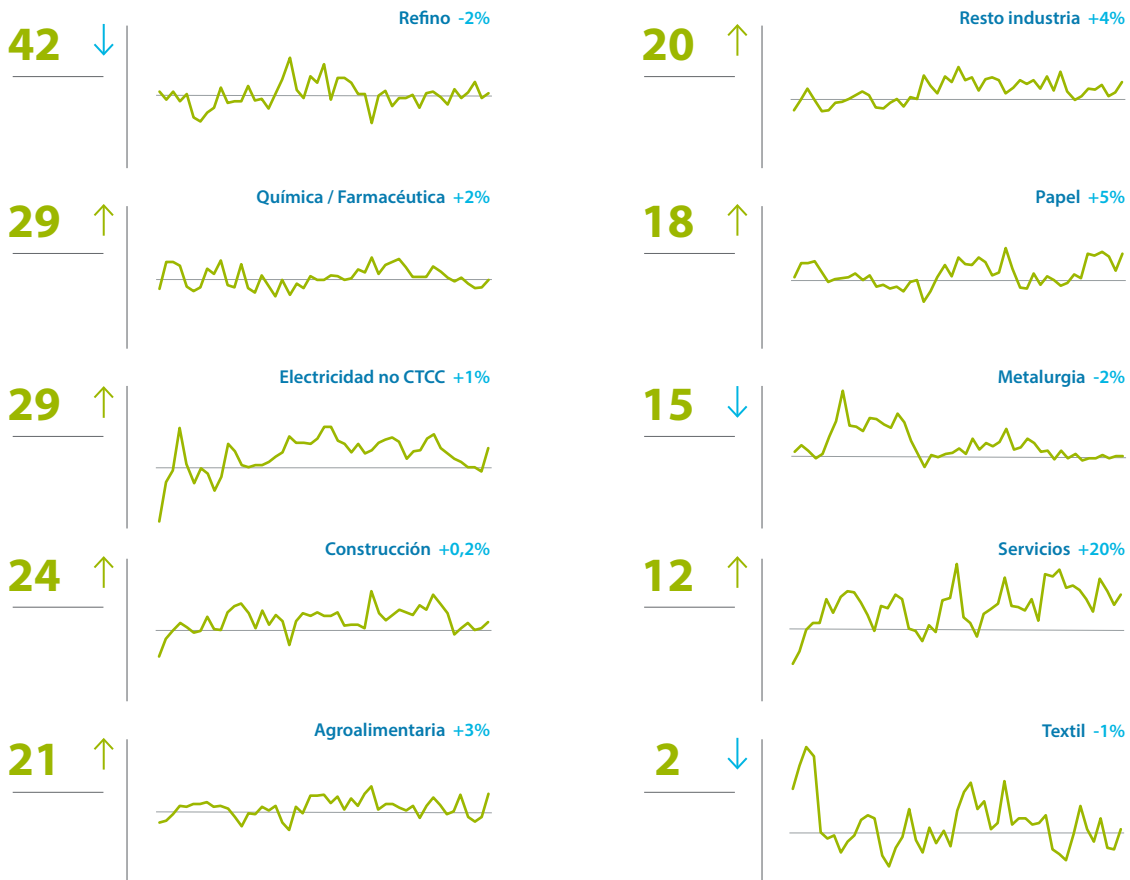 Refino -2%
42
Química / Farmacéutica +2%
29
Electricidad no CTCC +1%
29
Construcción +0,2%
24
Agroalimentaria +3%
21
Resto industria +4%
20
Papel +5%
18
Metalurgia -2%
15
Servicios +20%
12
Textil -1%
2